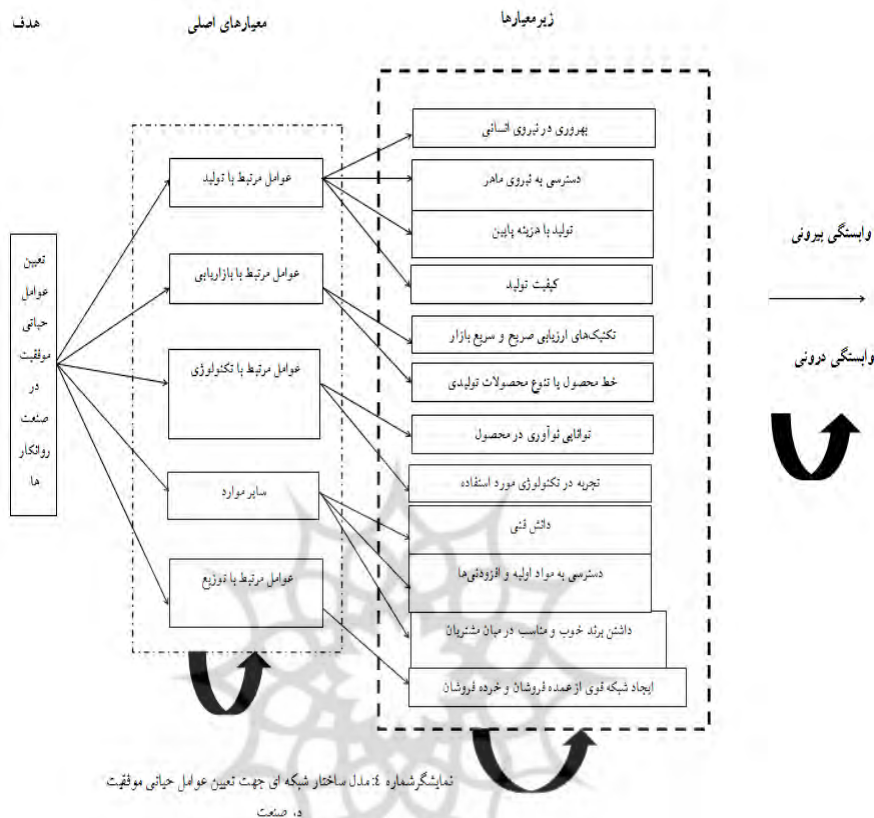 زیرمعیارها
معیارهای اصلی
هدف
بهروری در نیروی انسانی
دسترسی به نیروی ماهر
تولید با هزینه پایین
کیفیت تولید
تکنیک‌های ارزیابی صریح و سریع بازار
خط محصول یا تنوع محصولات تولیدی
توانایی نوآوری در محصول
تجربه در تکنولوژی مورد استفاده
دانش فنی
دسترسی به مواد اولیه و افزودنی‌ها
داشتن برند خوب و مناسب در میان مشتریان
ایجاد شبکه قوی از عمده فروشان و خرده فروشان
عوامل مرتبط با تولید
عوامل مرتبط با بازاریابی
عوامل مرتبط با تکنولوژی
سایر موارد
عوامل مرتبط با توزیع
تعیین
عوامل
حیاتی
موفقیت
در
صنعت
روانکار
ها
وابستگی بیرونی
وابستگی درونی
نمایشگرشماره ٤: مدل ساختار شبکه ای جهت تعیین عوامل حیاتی موفقیت
در صنعت